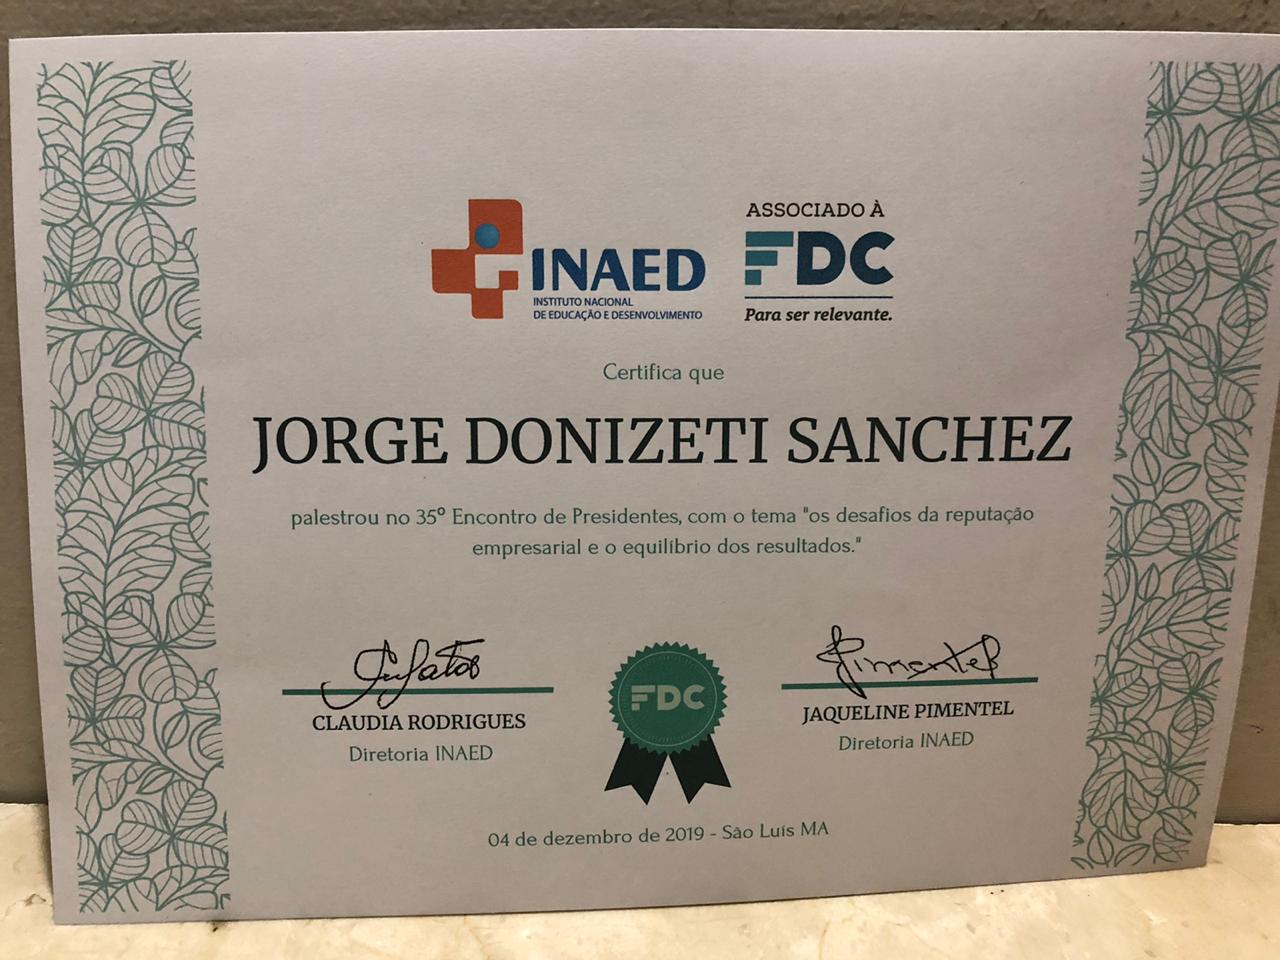 INAED
INSTITUTO NACIONAL
DE EDUCAÇÃO E DESENVOLVIMENTO
ASSOCIADO À
FDC
Para ser relevante.
Certifica que
JORGE DONIZETI SANCHEZ
palestrou no 35º Encontro de Presidentes, com o tema "os desafios da reputação
empresarial e o equilíbrio dos resultados."
CLAUDIA RODRIGUES
Diretoria INAED
FDC
Pimentel
JAQUELINE PIMENTEL
Diretoria INAED
04 de dezembro de 2019 - São Luís MA